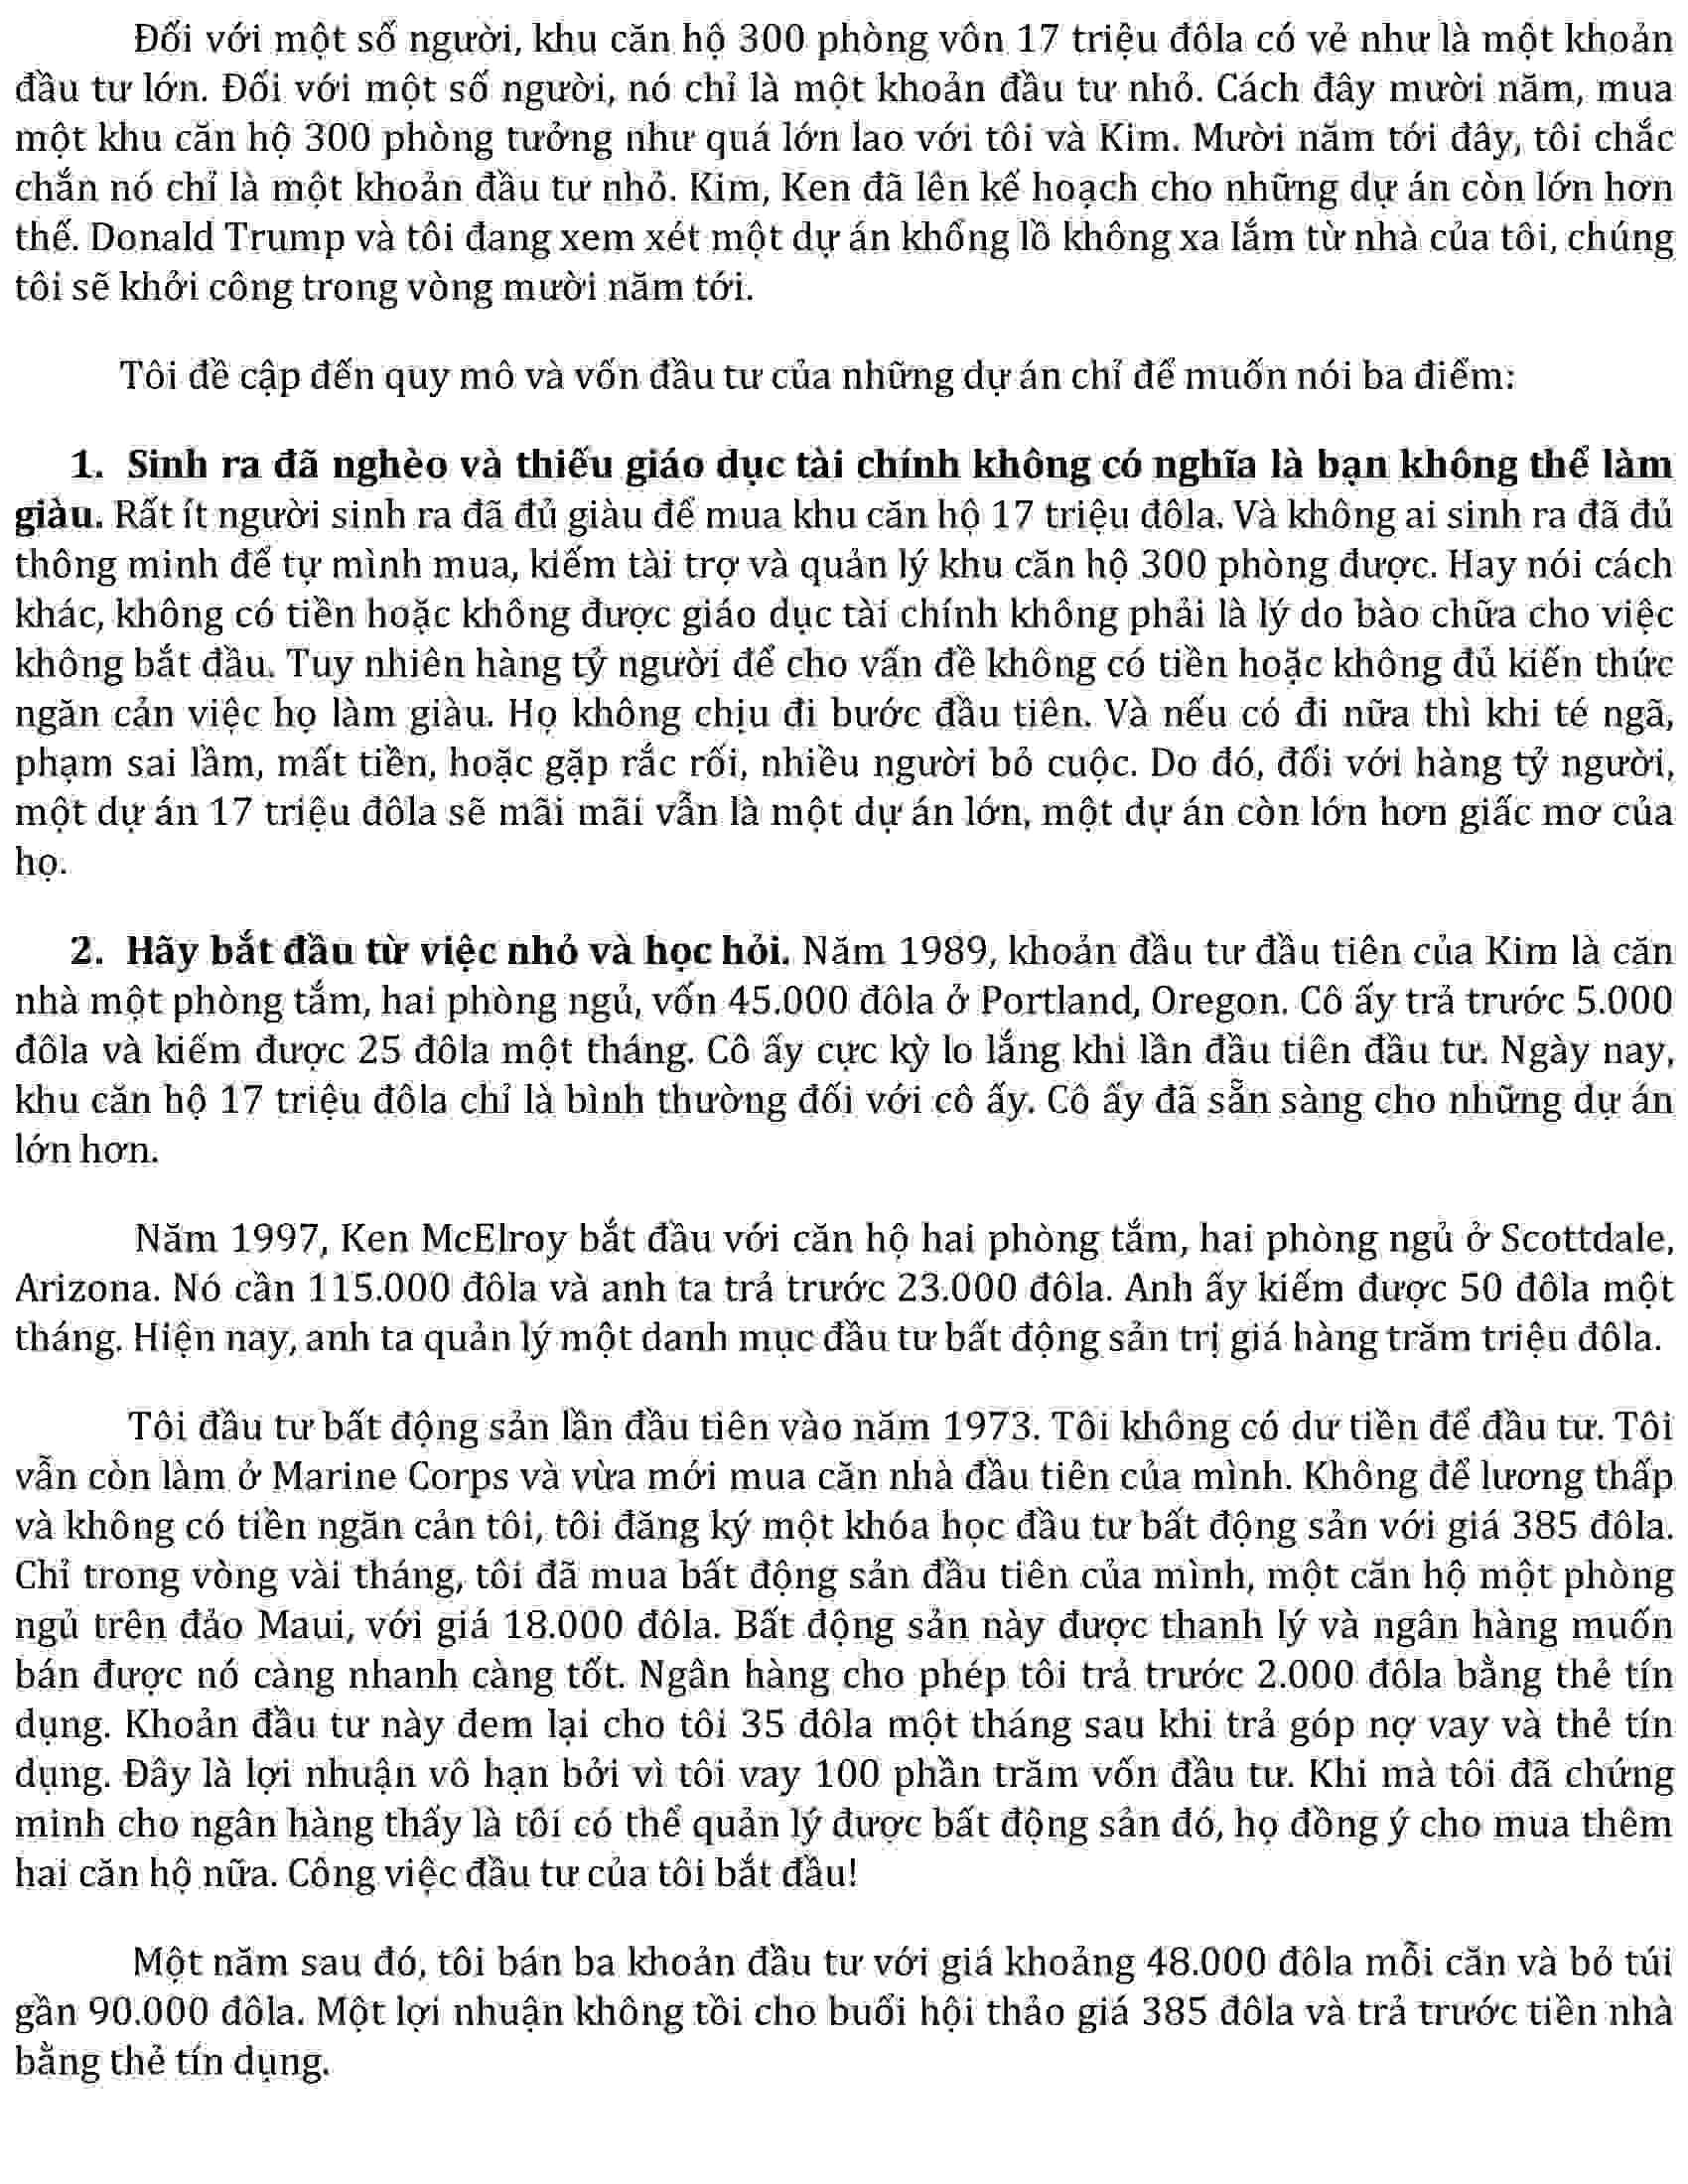 Đối với một số người, khu căn hộ 300 phòng vốn 17 triệu đôla có vẻ như là một khoản
đầu tư lớn. Đối với một số người, nó chỉ là một khoản đầu tư nhỏ. Cách đây mười năm, mua
một khu căn hộ 300 phòng tưởng như quá lớn lao với tôi và Kim. Mười năm tới đây, tôi chắc
chắn nó chỉ là một khoản đầu tư nhỏ. Kim, Ken đã lên kế hoạch cho những dự án còn lớn hơn
thế. Donald Trump và tôi đang xem xét một dự án khổng lồ không xa lắm từ nhà của tôi, chúng
tôi sẽ khởi công trong vòng mười năm tới.
Tôi đề cập đến quy mô và vốn đầu tư của những dự án chỉ để muốn nói ba điểm:
1. Sinh ra đã nghèo và thiếu giáo dục tài chính không có nghĩa là bạn không thể làm
giàu. Rất ít người sinh ra đã đủ giàu để mua khu căn hộ 17 triệu đôla. Và không ai sinh ra đã đủ
thông minh để tự mình mua, kiếm tài trợ và quản lý khu căn hộ 300 phòng được. Hay nói cách
khác, không có tiền hoặc không được giáo dục tài chính không phải là lý do bào chữa cho việc
không bắt đầu. Tuy nhiên hàng tỷ người để cho vấn đề không có tiền hoặc không đủ kiến thức
ngăn cản việc họ làm giàu. Họ không chịu đi bước đầu tiên. Và nếu có đi nữa thì khi té ngã,
phạm sai lầm, mất tiền, hoặc gặp rắc rối, nhiều người bỏ cuộc. Do đó, đối với hàng tỷ người,
một dự án 17 triệu đôla sẽ mãi mãi vẫn là một dự án lớn, một dự án còn lớn hơn giấc mơ của
họ.
2. Hãy bắt đầu từ việc nhỏ và học hỏi. Năm 1989, khoản đầu tư đầu tiên của Kim là căn
nhà một phòng tắm, hai phòng ngủ, vốn 45.000 đôla ở Portland, Oregon. Cô ấy trả trước 5.000
đôla và kiếm được 25 đôla một tháng. Cô ấy cực kỳ lo lắng khi lần đầu tiên đầu tư. Ngày nay,
khu căn hộ 17 triệu đôla chỉ là bình thường đối với cô ấy. Cô ấy đã sẵn sàng cho những dự án
lớn hơn.
Năm 1997, Ken McElroy bắt đầu với căn hộ hai phòng tắm, hai phòng ngủ ở Scottdale,
Arizona. Nó cần 115.000 đôla và anh ta trả trước 23.000 đôla. Anh ấy kiếm được 50 đôla một
tháng. Hiện nay, anh ta quản lý một danh mục đầu tư bất động sản trị giá hàng trăm triệu đôla.
Tôi đầu tư bất động sản lần đầu tiên vào năm 1973. Tôi không có dư tiền để đầu tư. Tôi
vẫn còn làm ở Marine Corps và vừa mới mua căn nhà đầu tiên của mình. Không để lương thấp
và không có tiền ngăn cản tôi, tôi đăng ký một khóa học đầu tư bất động sản với giá 385 đôla.
Chỉ trong vòng vài tháng, tôi đã mua bất động sản đầu tiên của mình, một căn hộ một phòng
ngủ trên đảo Maui, với giá 18.000 đôla. Bất động sản này được thanh lý và ngân hàng muốn
bán được nó càng nhanh càng tốt. Ngân hàng cho phép tôi trả trước 2.000 đôla bằng thẻ tín
dụng. Khoản đầu tư này đem lại cho tôi 35 đôla một tháng sau khi trả góp nợ vay và thẻ tín
dụng. Đây là lợi nhuận vô hạn bởi vì tôi vay 100 phần trăm vốn đầu tư. Khi mà tôi đã chứng
minh cho ngân hàng thấy là tôi có thể quản lý được bất động sản đó, họ đồng ý cho mua thêm
hai căn hộ nữa. Công việc đầu tư của tôi bắt đầu!
Một năm sau đó, tôi bán ba khoản đầu tư với giá khoảng 48.000 đôla mỗi căn và bỏ túi
gần 90.000 đôla. Một lợi nhuận không tồi cho buổi hội thảo giá 385 đôla và trả trước tiền nhà
bằng thẻ tín dụng.